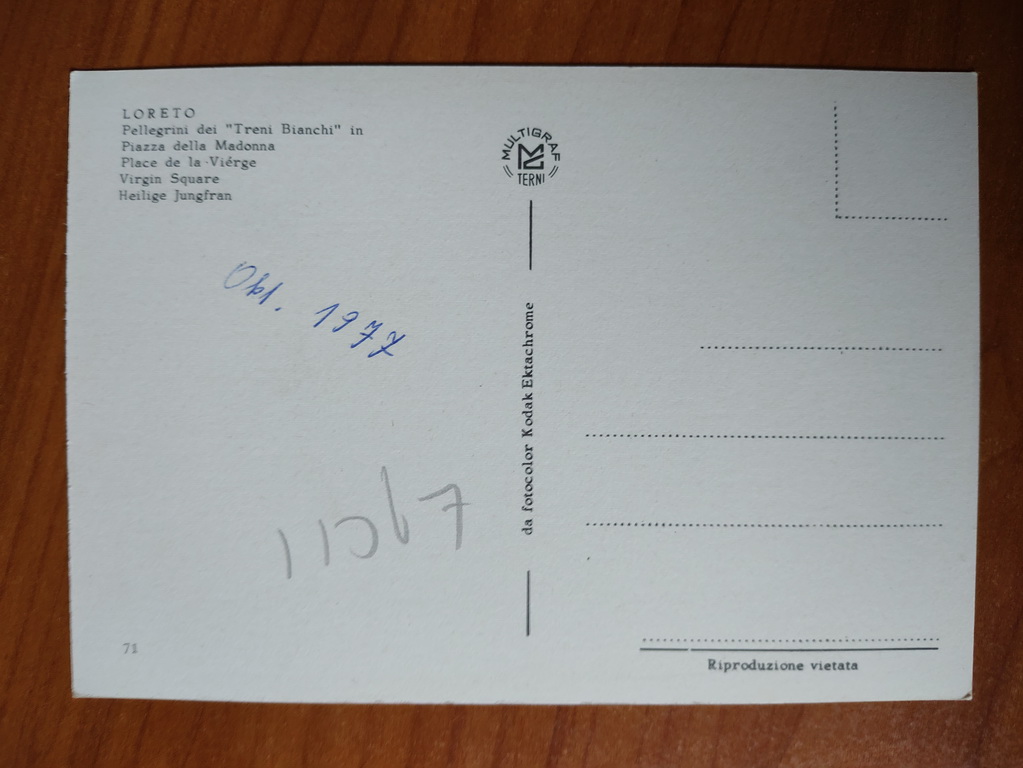 LORETO
Pellegrini dei "Treni Bianchi" in
Piazza della Madonna
Place de la Viérge
Virgin Square
Heilige Jungfran
Okt. 1977
71
MULTIGRAF
TERNI
da fotocolor Kodak Ektachrome
Riproduzione vietata